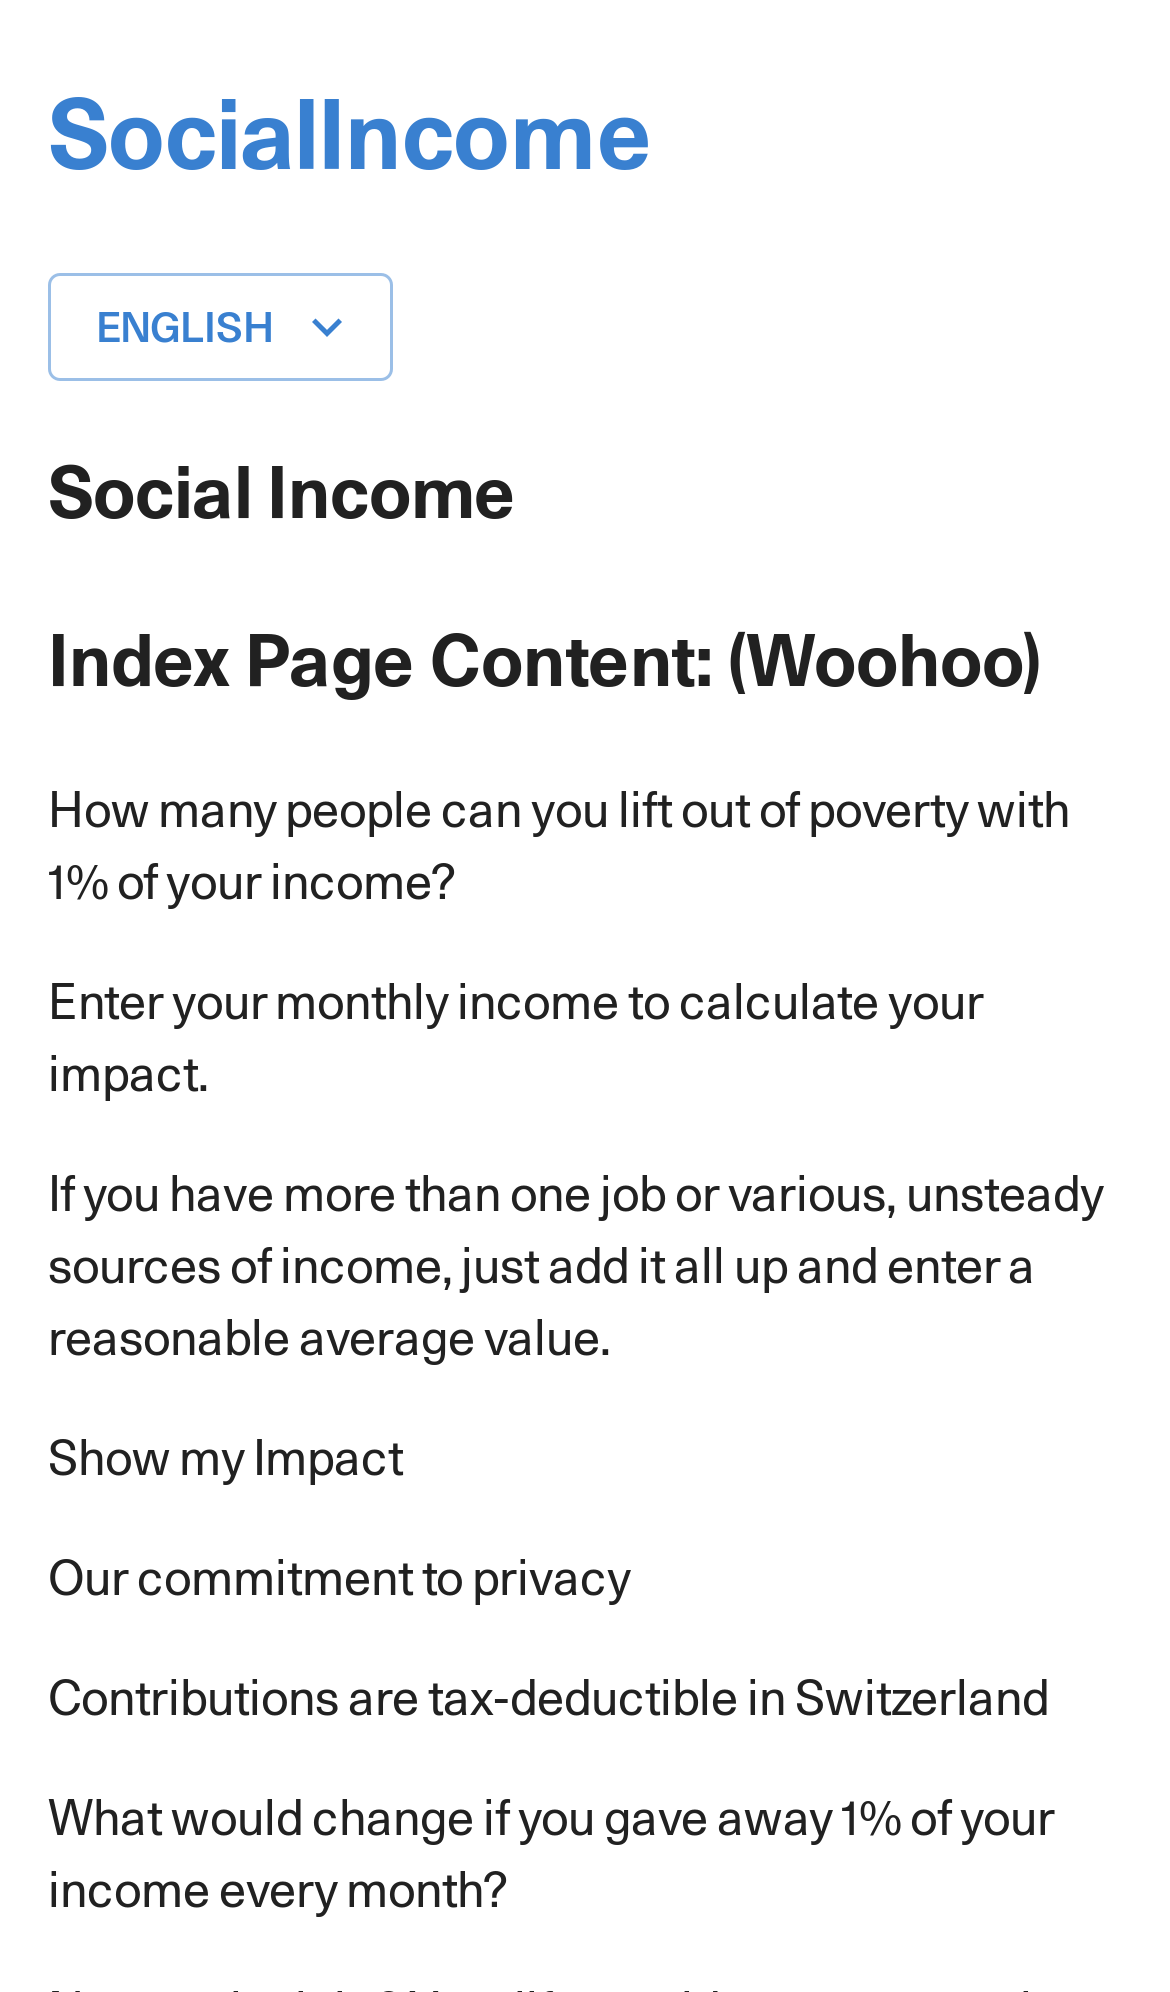 SocialIncome
ENGLISH
Social Income
Index Page Content: (Woohoo)
How many people can you lift out of poverty with
1% of your income?
Enter your monthly income to calculate your
impact.
If you have more than one job or various, unsteady
sources of income, just add it all up and enter a
reasonable average value.
Show my Impact
Our commitment to privacy
Contributions are tax-deductible in Switzerland
What would change if you gave away 1% of your
income every month?